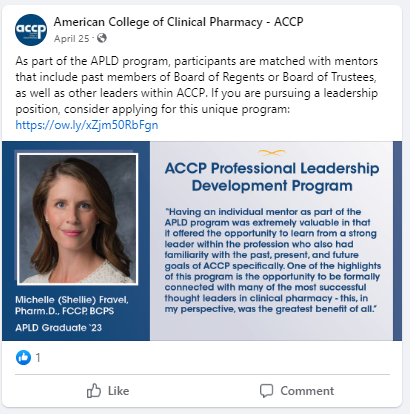 accp
American College of Clinical Pharmacy - ACCP
April 25 ·
As part of the APLD program, participants are matched with mentors
that include past members of Board of Regents or Board of Trustees,
as well as other leaders within ACCP. If you are pursuing a leadership
position, consider applying for this unique program:
https://ow.ly/xZjm50RbFgn
ACCP Professional Leadership
Development Program
"Having an individual mentor as part of the
APLD program was extremely valuable in that
it offered the opportunity to learn from a strong
leader within the profession who also had
familiarity with the past, present, and future
goals of ACCP specifically. One of the highlights
of this program is the opportunity to be formally
connected with many of the most successful
thought leaders in clinical pharmacy - this, in
my perspective, was the greatest benefit of all."
Michelle (Shellie) Fravel,
Pharm.D., FCCP, BCPS
APLD Graduate '23
1
Like
Comment